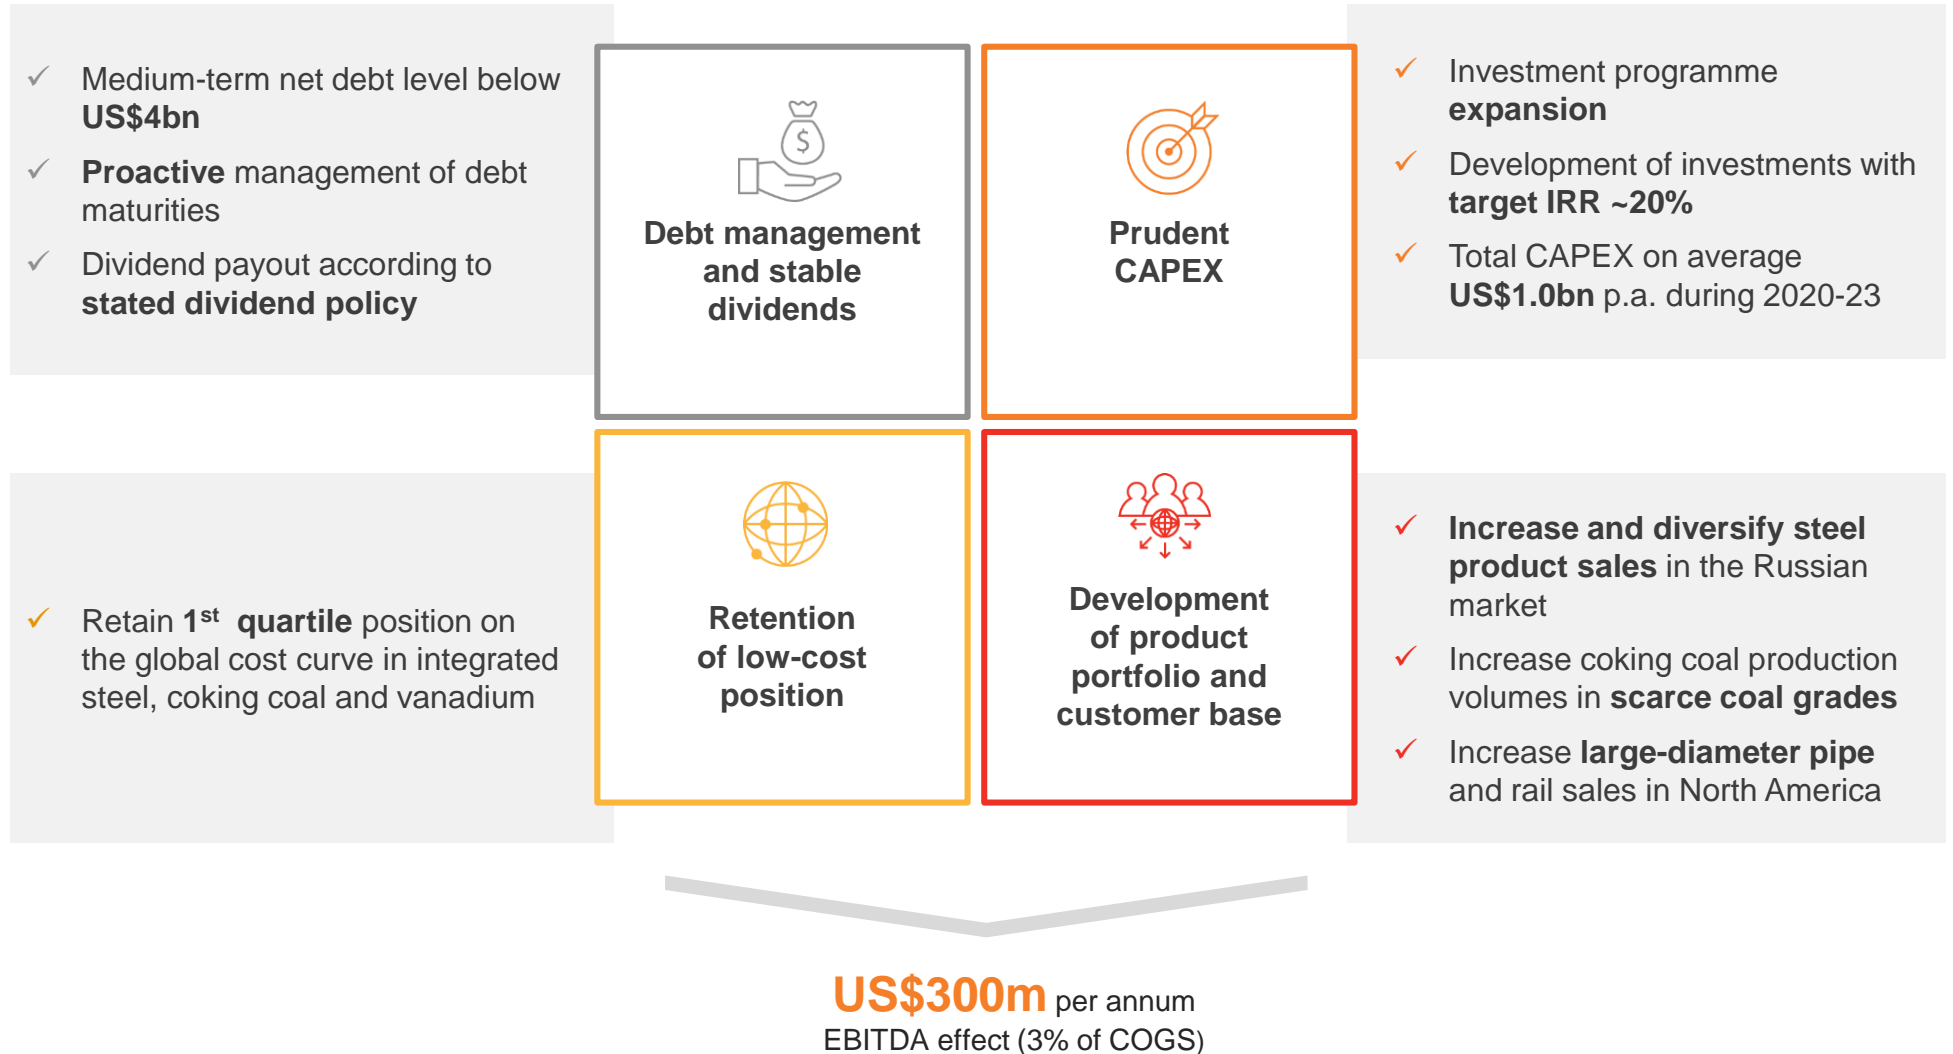 Medium-term net debt level below
US$4bn
Proactive management of debt
maturities
Dividend payout according to
stated dividend policy
$
Debt management
and stable
dividends
Prudent
CAPEX
Investment programme
expansion
Development of investments with
target IRR ~20%
Total CAPEX on average
US$1.0bn p.a. during 2020-23
Retain 1st quartile position on
the global cost curve in integrated
steel, coking coal and vanadium
Retention
of low-cost
position
Development
of product
portfolio and
customer base
Increase and diversify steel
product sales in the Russian
market
Increase coking coal production
volumes in scarce coal grades
Increase large-diameter pipe
and rail sales in North America
US$300m per annum
EBITDA effect (3% of COGS)